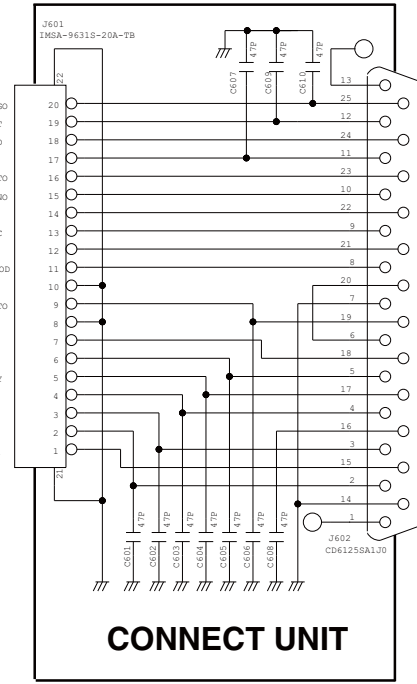 J601
IMSA-9631S-20A-TB
22
20
19
18
17
16
15
14
13
12
11
10
9
8
7
6
5
4
3
2
1
21
47P
47P
47P
C607
C609
C610
13
25
12
24
11
23
10
22
9
21
8
20
7
19
6
18
5
17
4
16
3
15
2
14
1
47P
47P
47P
47P
47P
47P
47P
C601
C602
C603
C604
C605
C606
C608
J602
CD6125SA1J0
CONNECT UNIT